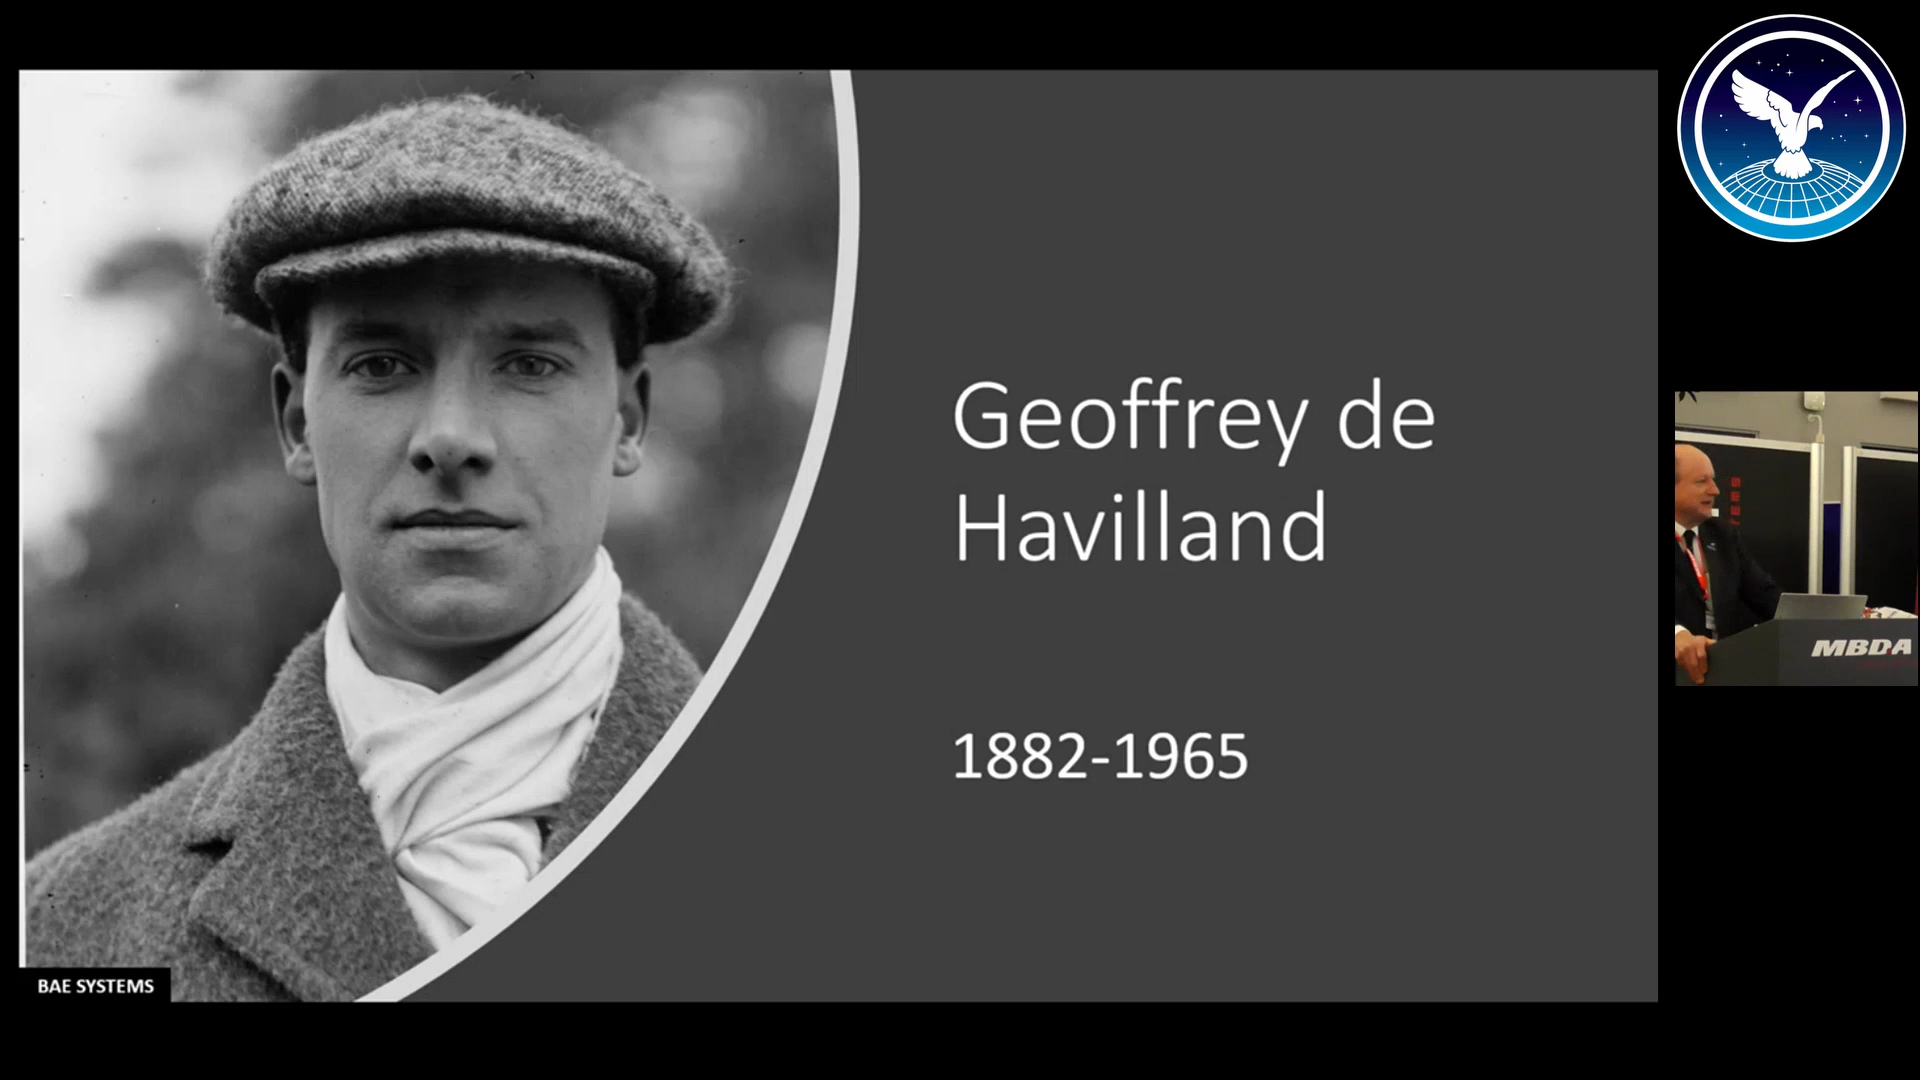 Geoffrey de
Havilland
1882-1965
BAE SYSTEMS
MBDA